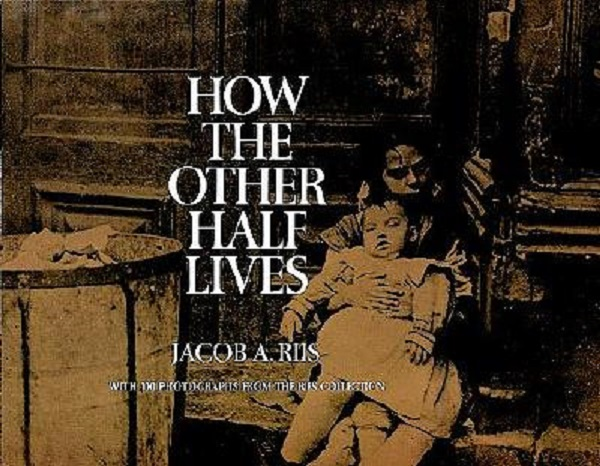 HOW
THE
OTHER
HALF
LIVES
JACOB A. RIIS
WITH 100 PHOTOGRAPHS FROM THE RIIS COLLECTION